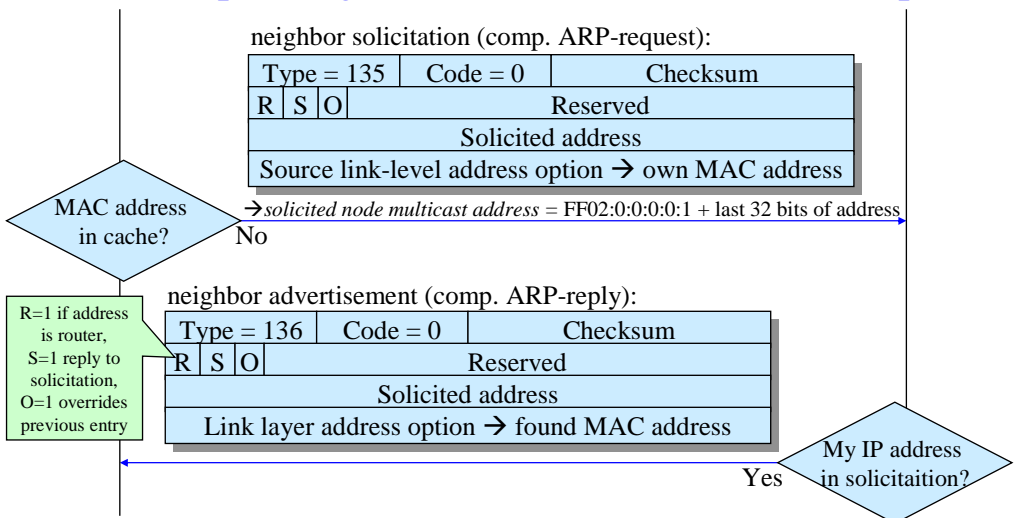 neighbor solicitation (comp. ARP-request):
Type = 135 Code = 0 Checksum
R S O Reserved
Solicited address
Source link-level address option → own MAC address
MAC address
in cache?
→solicited node multicast address = FF02:0:0:0:0:1 + last 32 bits of address
No
neighbor advertisement (comp. ARP-reply):
R=1 if address
is router,
S=1 reply to
solicitation,
O=1 overrides
previous entry
Type = 136 Code = 0 Checksum
R S O Reserved
Solicited address
Link layer address option → found MAC address
My IP address
in solicitaition?
Yes